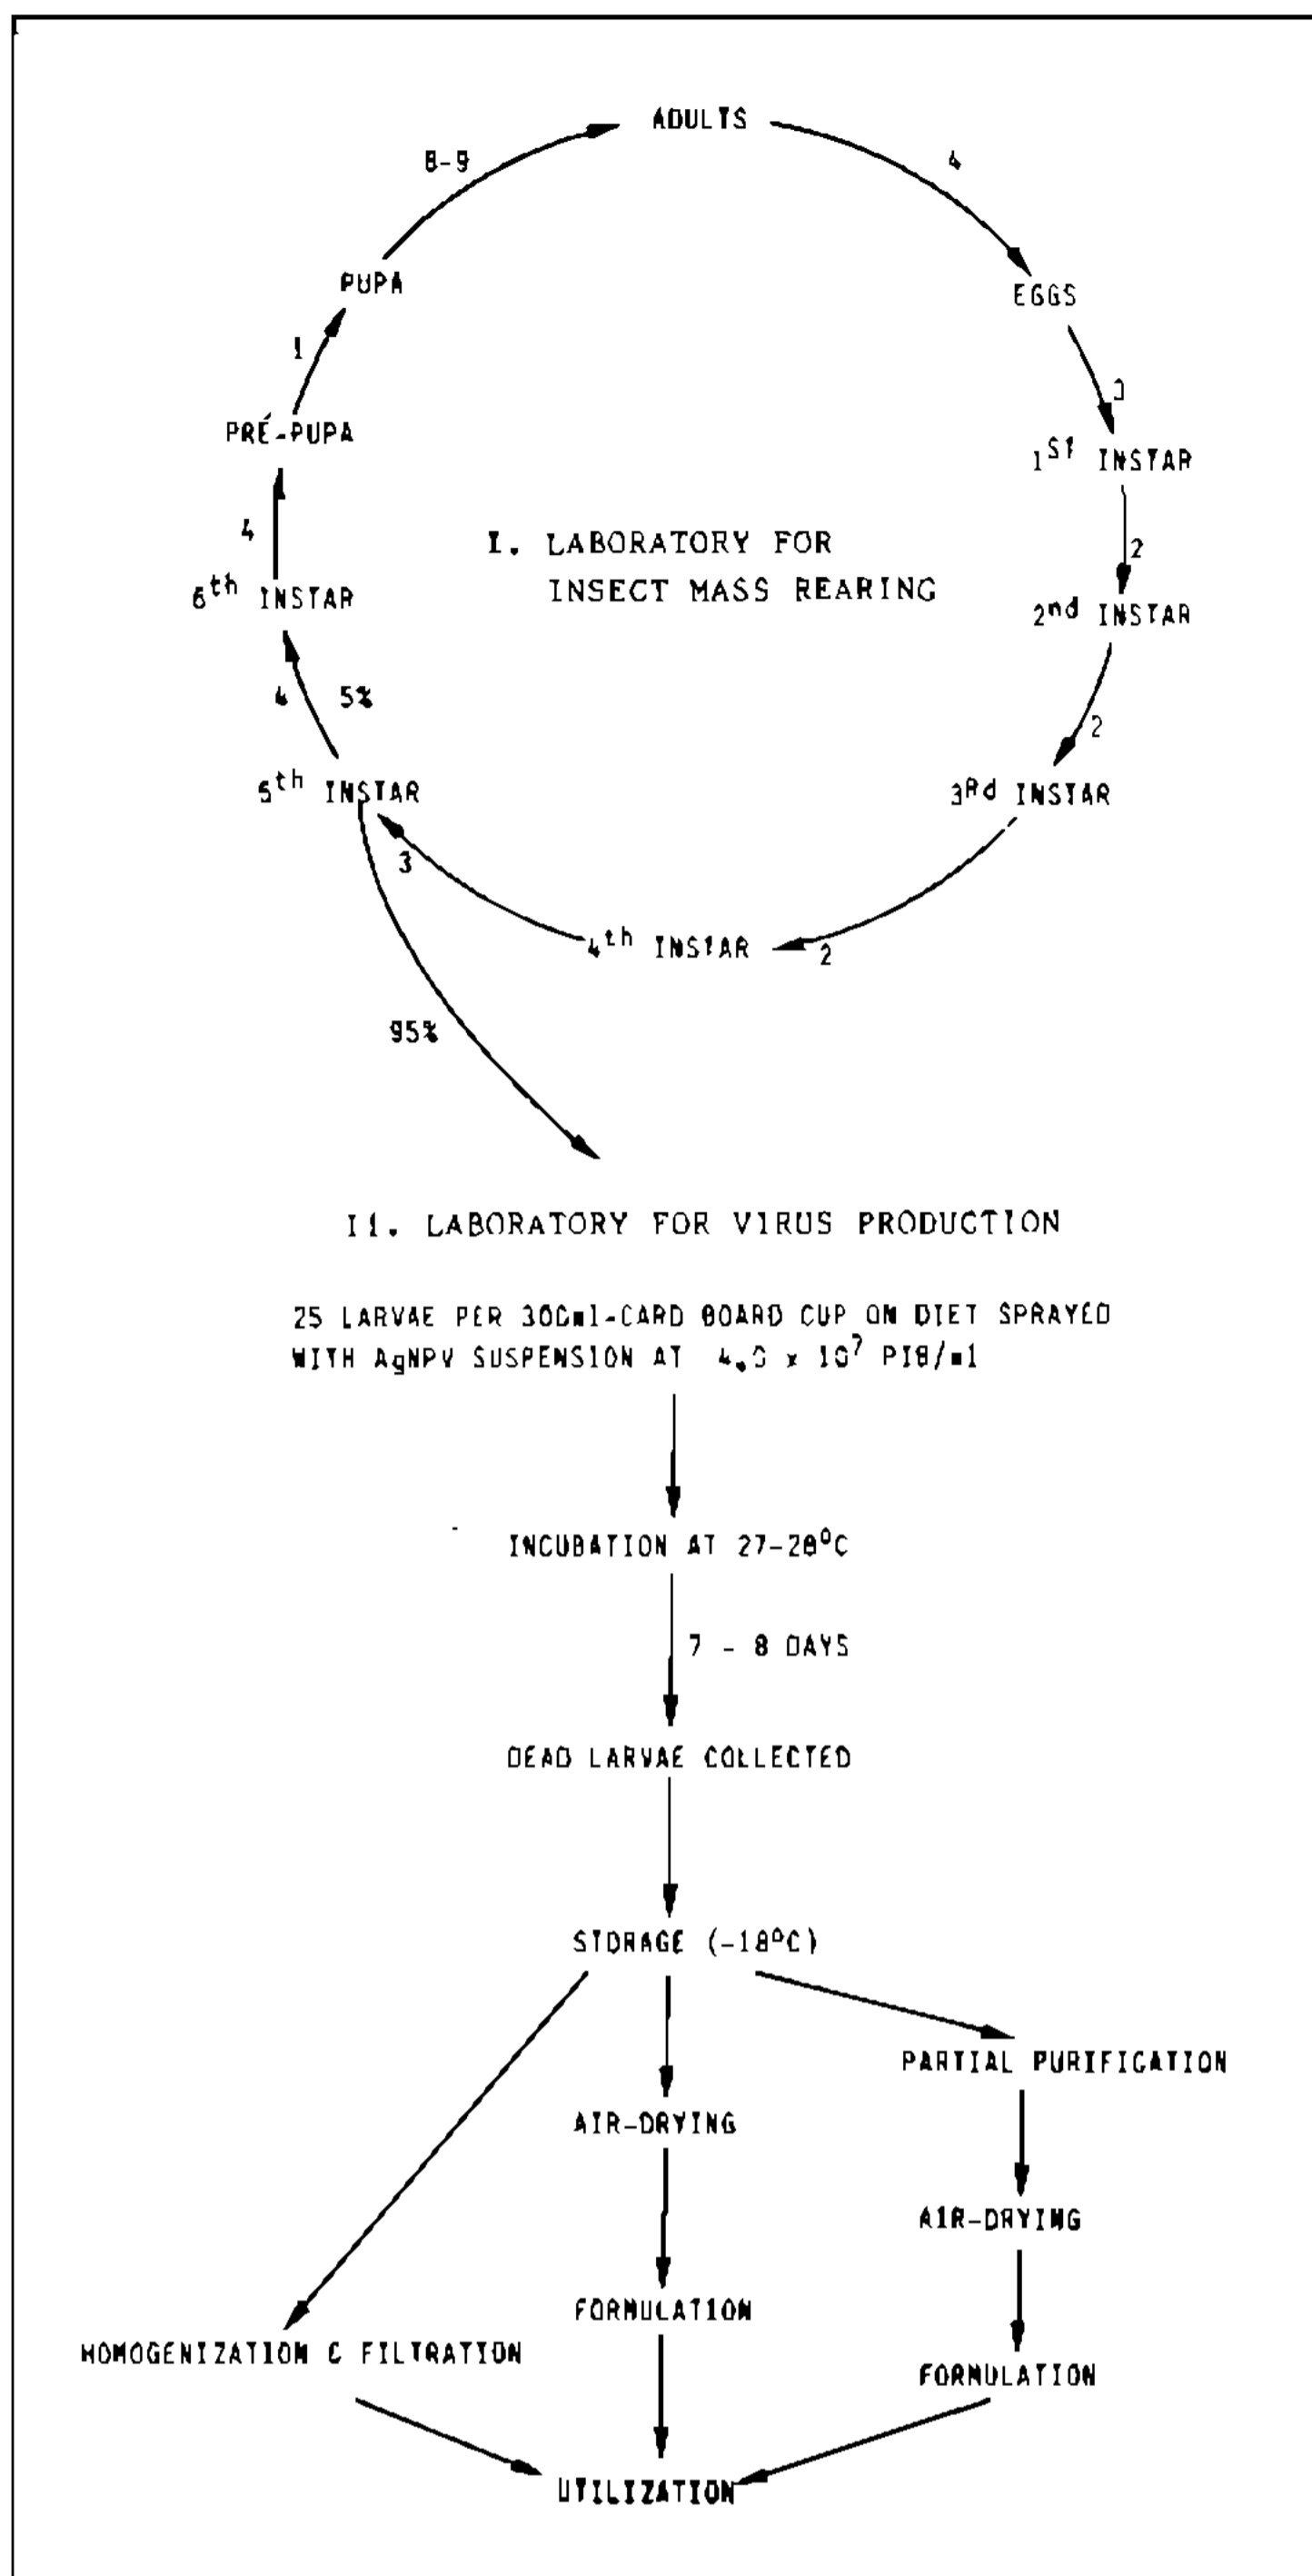 ADULTS
8-9
4
PUPA
EGGS
1
PRÉ-PUPA
1ST INSTAR
4
I. LABORATORY FOR
INSECT MASS REARING
2
6th INSTAR
2nd INSTAR
4
5%
2
5th INSTAR
3Rd INSTAR
3
4th INSTAR
2
95%
II. LABORATORY FOR VIRUS PRODUCTION
25 LARVAE PER 300ml-CARD BOARD CUP ON DIET SPRAYED
WITH AgNPV SUSPENSION AT 4.0 x 10⁷ PIB/ml
INCUBATION AT 27-28ºC
7 - 8 DAYS
DEAD LARVAE COLLECTED
STORAGE (-18ºC)
PARTIAL PURIFICATION
AIR-DRYING
AIR-DRYING
FORMULATION
HOMOGENIZATION & FILTRATION
FORMULATION
UTILIZATION